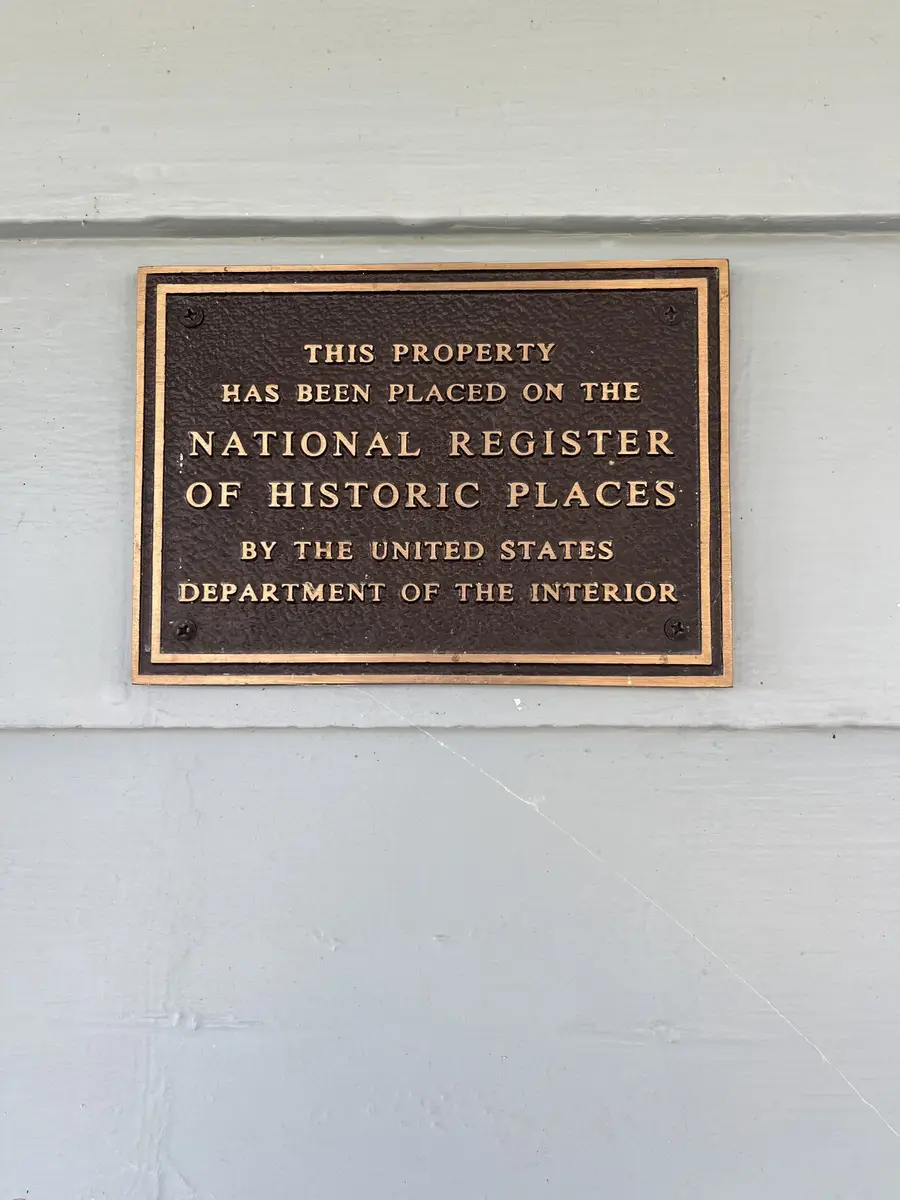 THIS PROPERTY
HAS BEEN PLACED ON THE
NATIONAL REGISTER
OF HISTORIC PLACES
BY THE UNITED STATES
DEPARTMENT OF THE INTERIOR